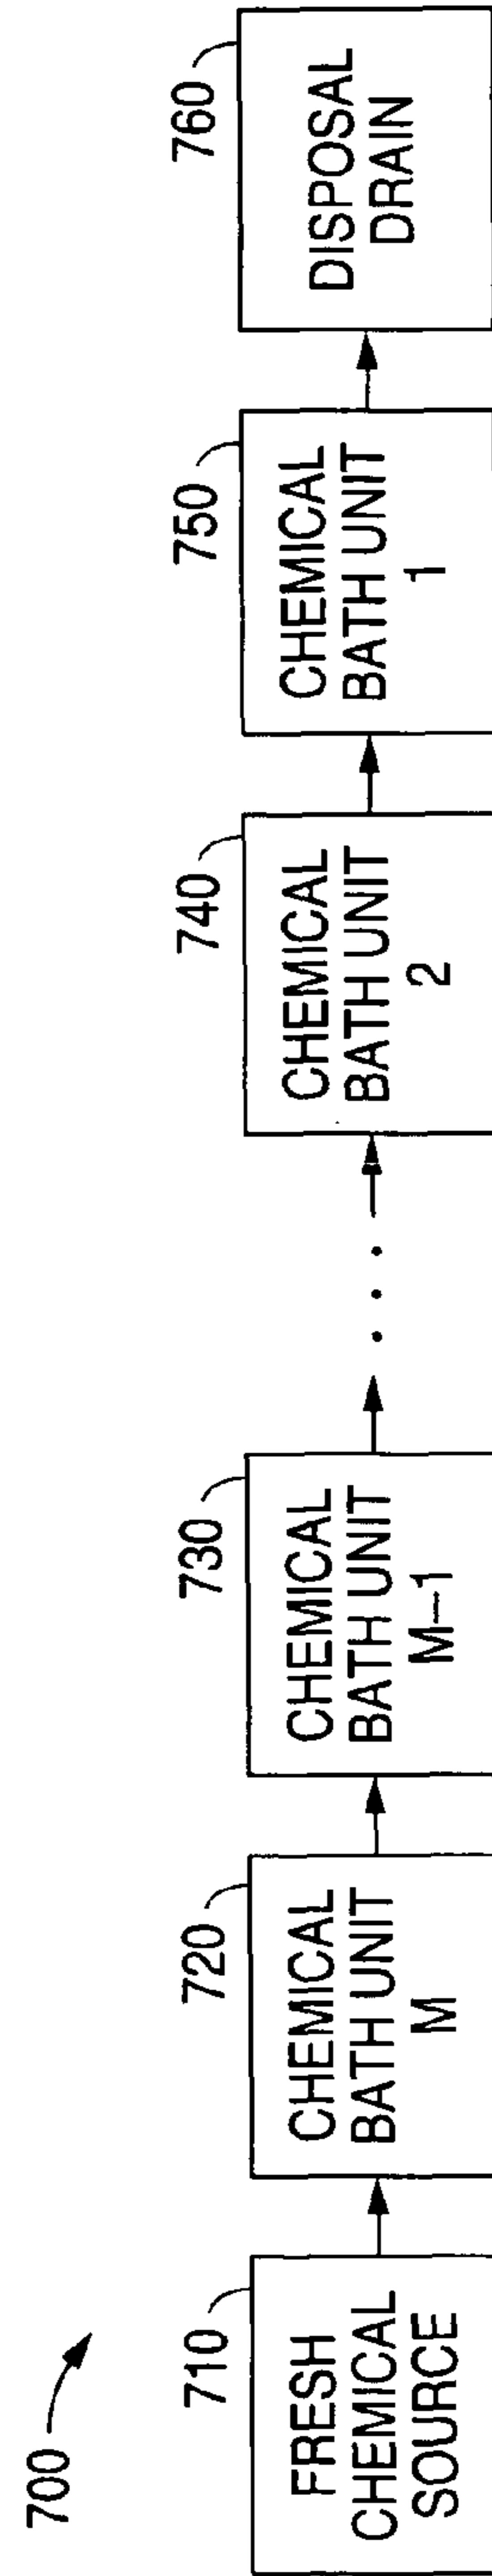 700
710
FRESH
CHEMICAL
SOURCE
720
CHEMICAL
BATH UNIT
M
730
CHEMICAL
BATH UNIT
M–1
740
CHEMICAL
BATH UNIT
2
750
CHEMICAL
BATH UNIT
1
760
DISPOSAL
DRAIN